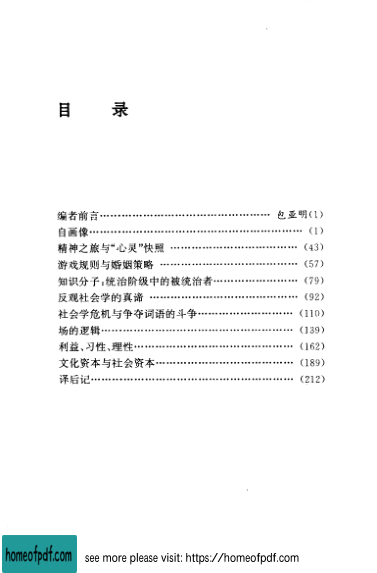 目 录
编者前言…………………………………………… 包亚明(1)
自画像…………………………………………………… (1)
精神之旅与“心灵”快照 ……………………………… (43)
游戏规则与婚姻策略 ………………………………… (57)
知识分子:统治阶级中的被统治者…………………… (79)
反观社会学的真谛 …………………………………… (92)
社会学危机与争夺词语的斗争……………………… (110)
场的逻辑………………………………………………… (139)
利益、习性、理性………………………………………… (162)
文化资本与社会资本…………………………………… (189)
译后记…………………………………………………… (212)
homeofpdf.com
see more please visit: https://homeofpdf.com